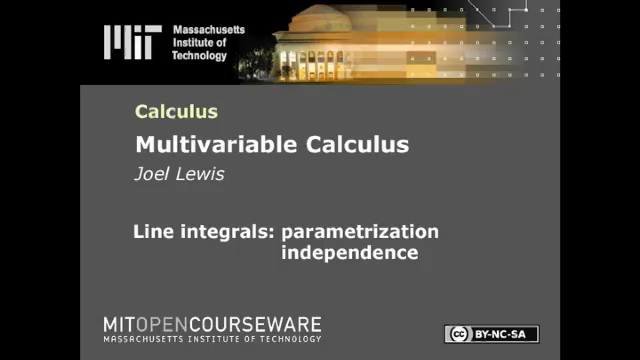 MIT
Massachusetts
Institute of
Technology
Calculus
Multivariable Calculus
Joel Lewis
Line integrals: parametrization
independence
MITOPENCOURSEWARE
MASSACHUSETTS INSTITUTE OF TECHNOLOGY
cc BY-NC-SA